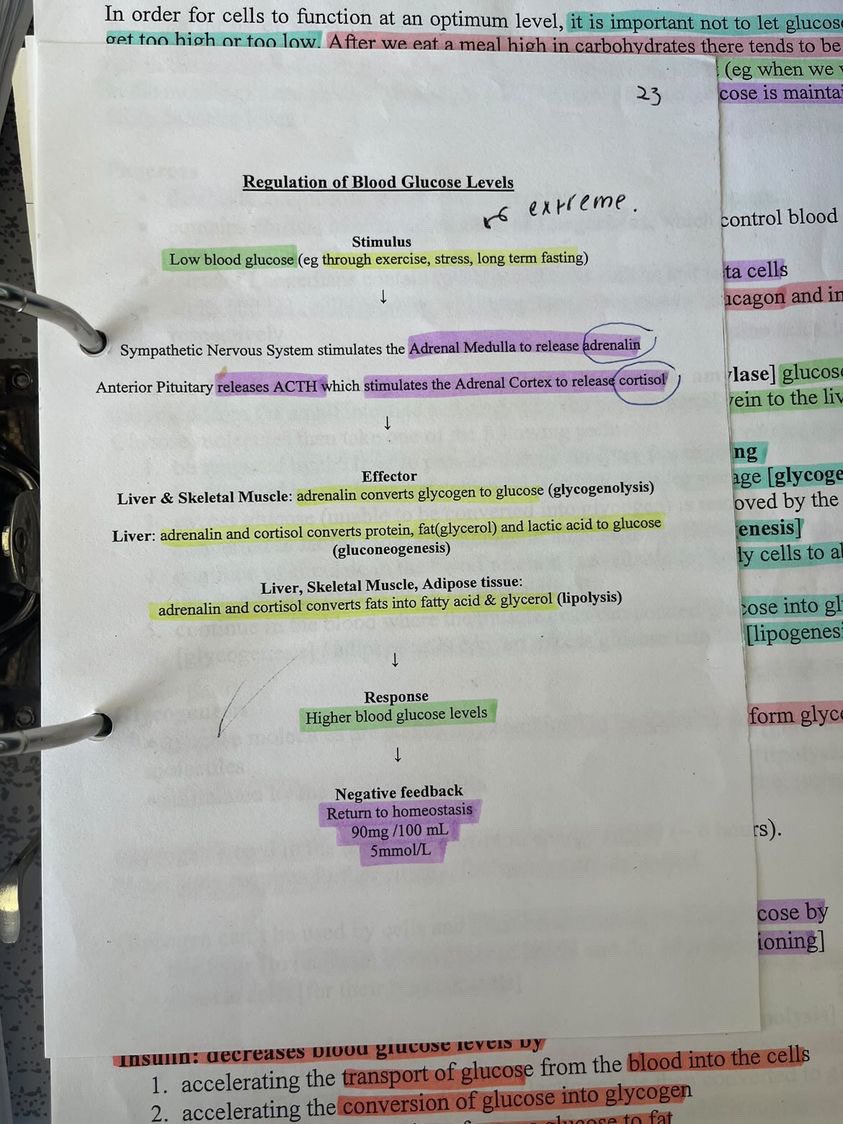 In order for cells to function at an optimum level, it is important not to let glucose
get too high or too low. After we eat a meal high in carbohydrates there tends to be
(eg when we
cose is maintai
23
Regulation of Blood Glucose Levels
extreme.
control blood
Stimulus
Low blood glucose (eg through exercise, stress, long term fasting)
ta cells
ucagon and in
↓
Sympathetic Nervous System stimulates the Adrenal Medulla to release adrenalin
Anterior Pituitary releases ACTH which stimulates the Adrenal Cortex to release cortisol
ylase] glucose
vein to the liv
↓
ng
Effector
age [glycoge
Liver & Skeletal Muscle: adrenalin converts glycogen to glucose (glycogenolysis)
oved by the
Liver: adrenalin and cortisol converts protein, fat(glycerol) and lactic acid to glucose
enesis]
(gluconeogenesis)
ly cells to al
Liver, Skeletal Muscle, Adipose tissue:
adrenalin and cortisol converts fats into fatty acid & glycerol (lipolysis)
cose into gl
[lipogenesi
↓
Response
Higher blood glucose levels
form glyco
↓
Negative feedback
Return to homeostasis
90mg /100 mL
rs).
5mmol/L
cose by
ioning]
Insulin: decreases blood glucose levels by
1. accelerating the transport of glucose from the blood into the cells
2. accelerating the conversion of glucose into glycogen
glucose to fat